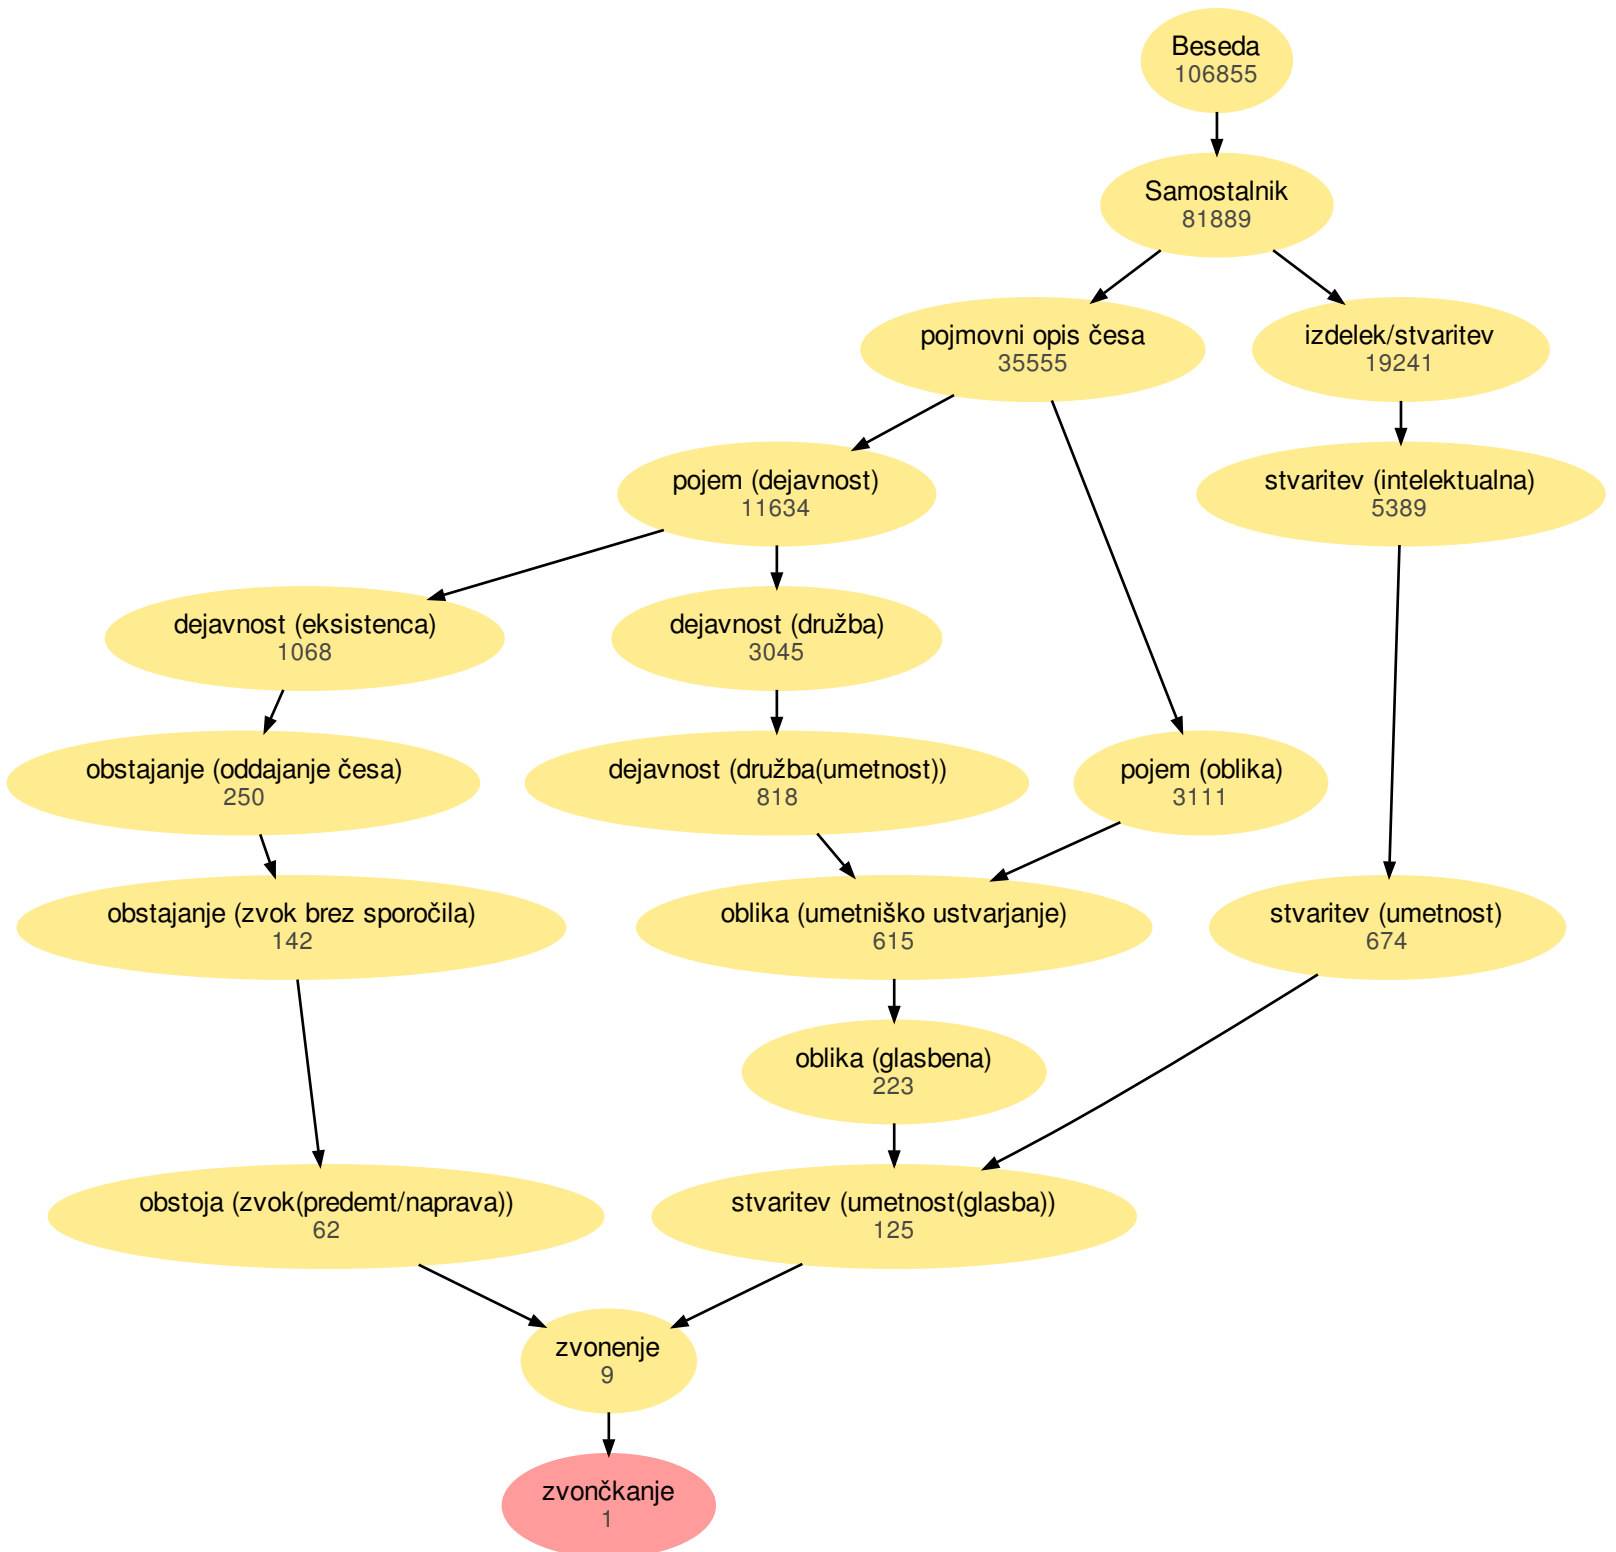 Beseda
106855
Samostalnik
81889
pojmovni opis česa
35555
izdelek/stvaritev
19241
pojem (dejavnost)
11634
stvaritev (intelektualna)
5389
dejavnost (eksistenca)
1068
dejavnost (družba)
3045
obstajanje (oddajanje česa)
250
dejavnost (družba(umetnost))
818
pojem (oblika)
3111
obstajanje (zvok brez sporočila)
142
oblika (umetniško ustvarjanje)
615
stvaritev (umetnost)
674
oblika (glasbena)
223
obstoja (zvok(predemt/naprava))
62
stvaritev (umetnost(glasba))
125
zvonenje
9
zvončkanje
1